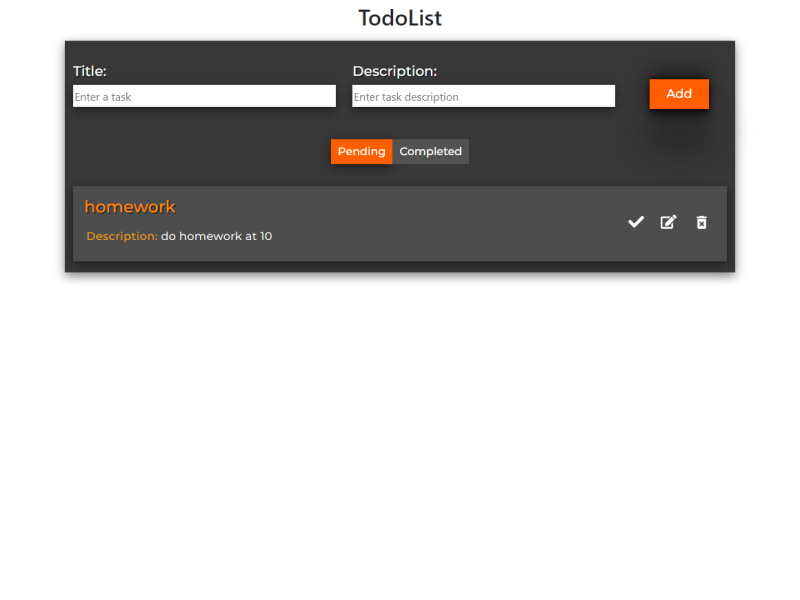 TodoList
Title:
Description:
Enter a task
Enter task description
Add
Pending
Completed
homework
Description: do homework at 10